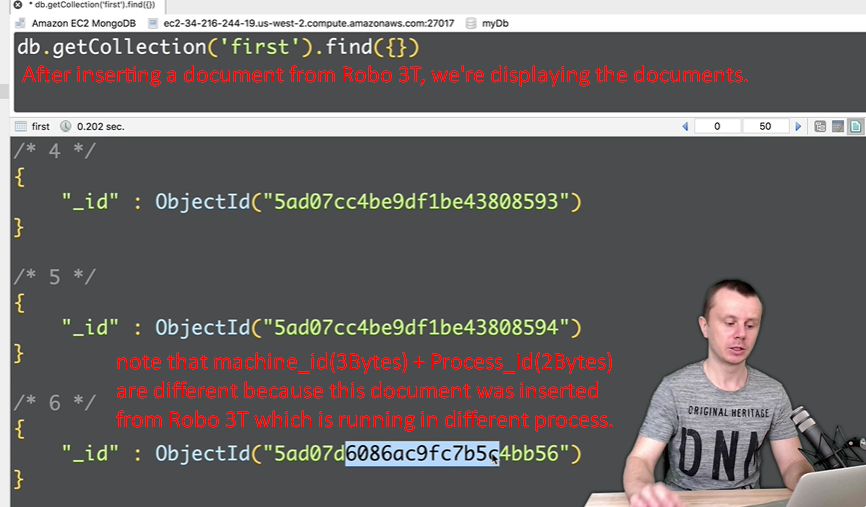 * db.getCollection('first').find({})
Amazon EC2 MongoDB ec2-34-216-244-19.us-west-2.compute.amazonaws.com:27017 myDb
db.getCollection('first').find({})
After inserting a document from Robo 3T, we're displaying the documents.
first 0.202 sec. 0 50
/* 4 */
{
"_id" : ObjectId("5ad07cc4be9df1be43808593")
}
/* 5 */
{
"_id" : ObjectId("5ad07cc4be9df1be43808594")
}
note that machine_id(3Bytes) + Process_Id(2Bytes)
are different because this document was inserted
from Robo 3T which is running in different process.
/* 6 */
{
"_id" : ObjectId("5ad07d6086ac9fc7b5c4bb56")
}
ORIGINAL HERITAGE
DNA